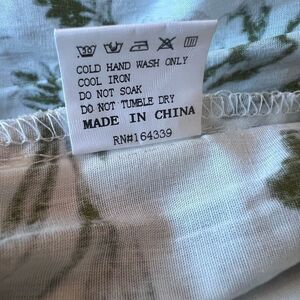 COLD HAND WASH ONLY
COOL IRON
DO NOT SOAK
DO NOT TUMBLE DRY
MADE IN CHINA
RN#164339